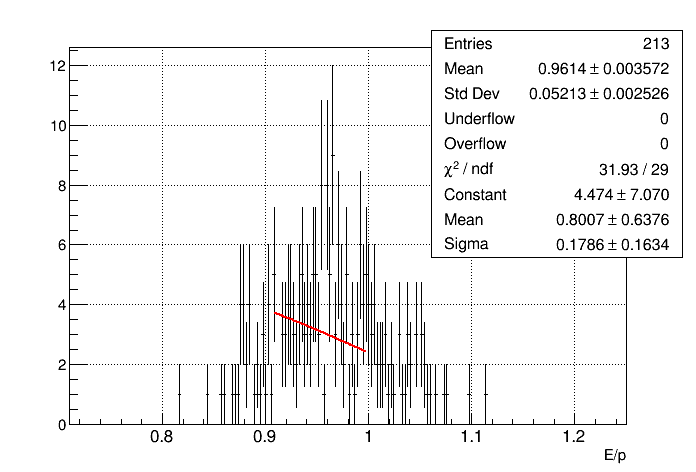 Entries 213
Mean 0.9614 ± 0.003572
Std Dev 0.05213 ± 0.002526
Underflow 0
Overflow 0
χ² / ndf 31.93 / 29
Constant 4.474 ± 7.070
Mean 0.8007 ± 0.6376
Sigma 0.1786 ± 0.1634
12
10
8
6
4
2
0
0.8 0.9 1 1.1 1.2
E/p